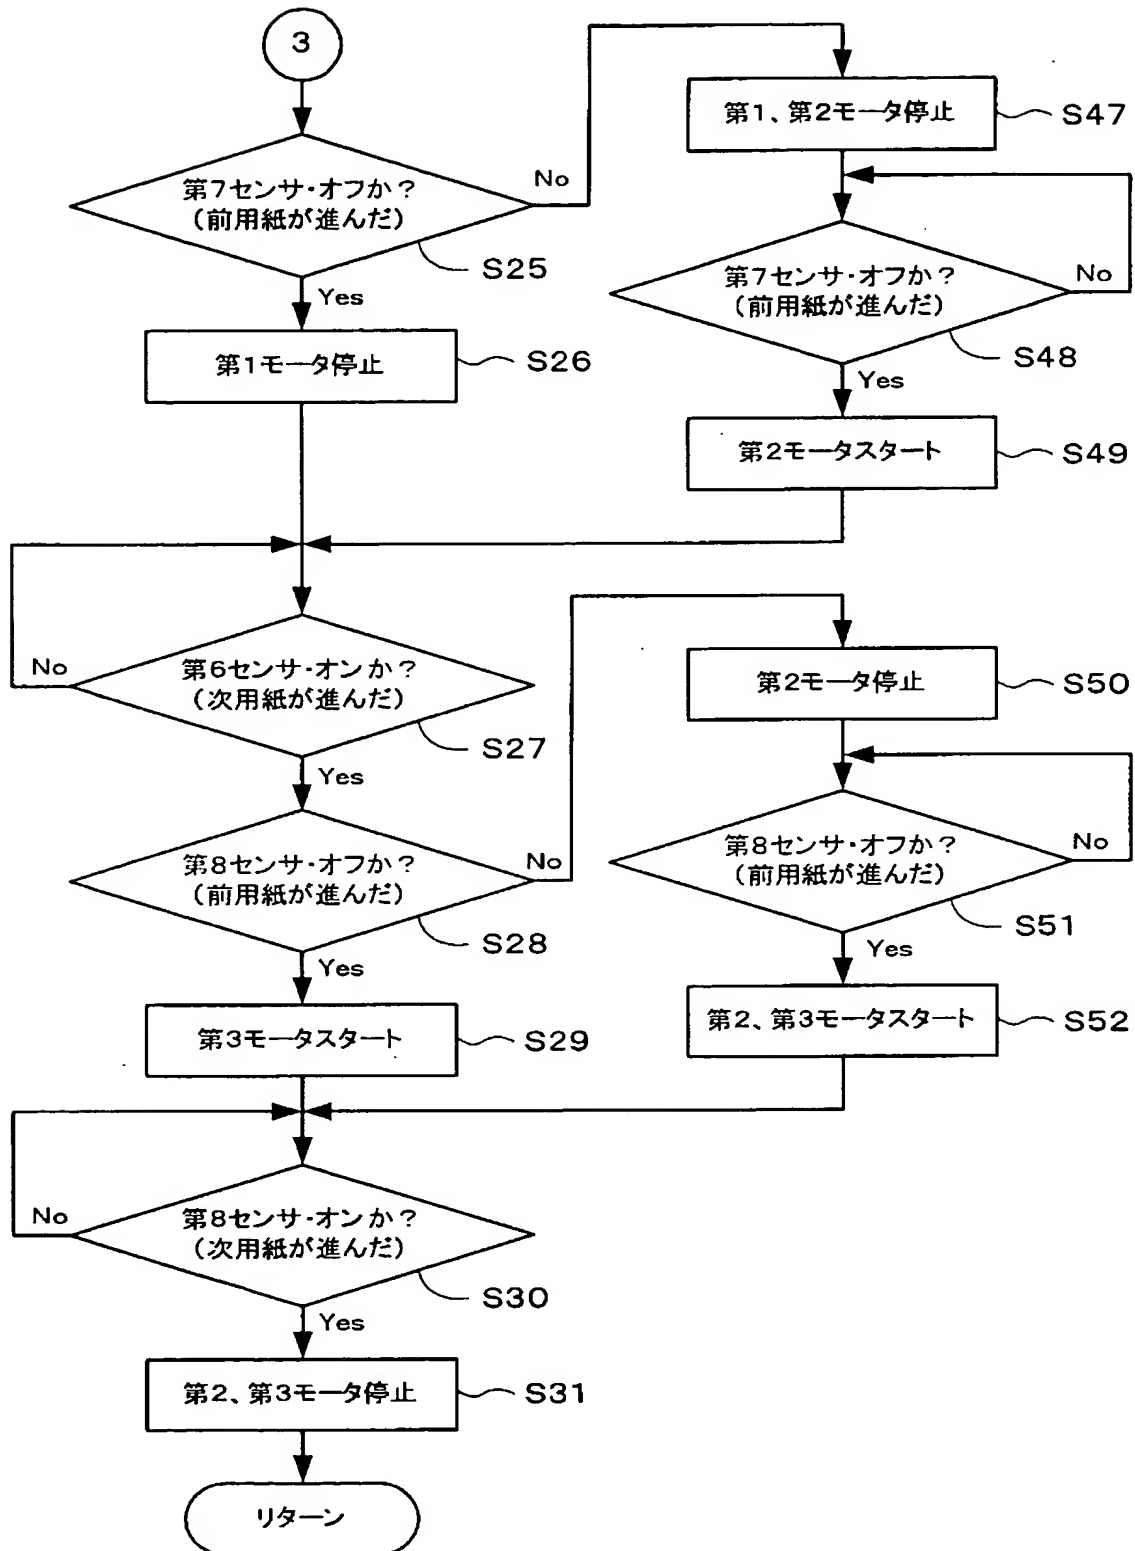 3
第7センサ・オフか?
(前用紙が進んだ)
No
S25
Yes
第1モータ停止
S26
第1、第2モータ停止
S47
第7センサ・オフか?
(前用紙が進んだ)
No
S48
Yes
第2モータスタート
S49
第6センサ・オンか?
(次用紙が進んだ)
No
S27
Yes
第8センサ・オフか?
(前用紙が進んだ)
No
S28
Yes
第3モータスタート
S29
第2モータ停止
S50
第8センサ・オフか?
(前用紙が進んだ)
No
S51
Yes
第2、第3モータスタート
S52
第8センサ・オンか?
(次用紙が進んだ)
No
S30
Yes
第2、第3モータ停止
S31
リターン